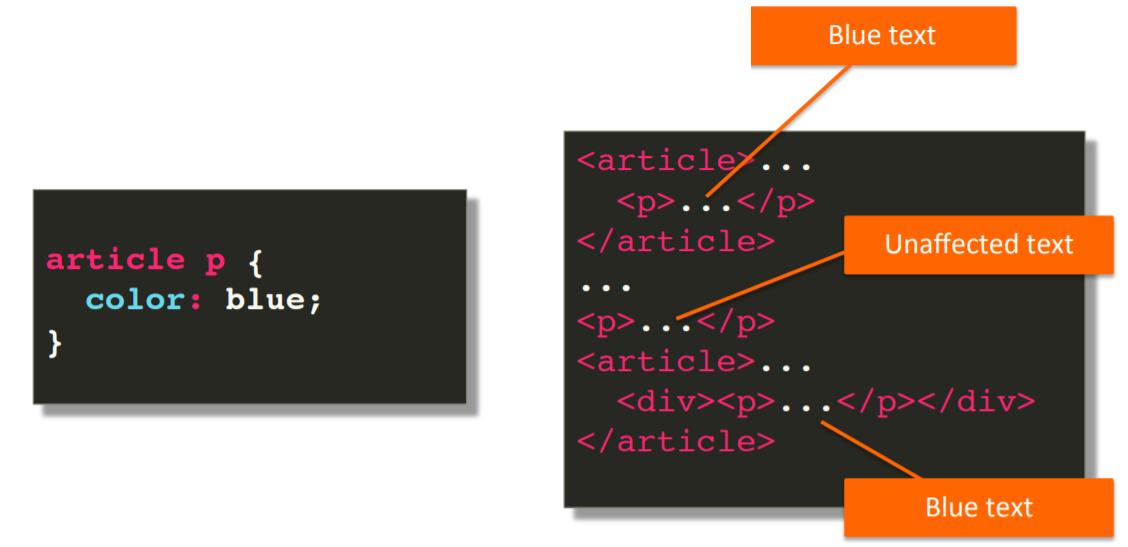 Blue text
article p {
  color: blue;
}
<article>...
  <p>...</p>
</article>
Unaffected text
...
<p>...</p>
<article>...
  <div><p>...</p></div>
</article>
Blue text